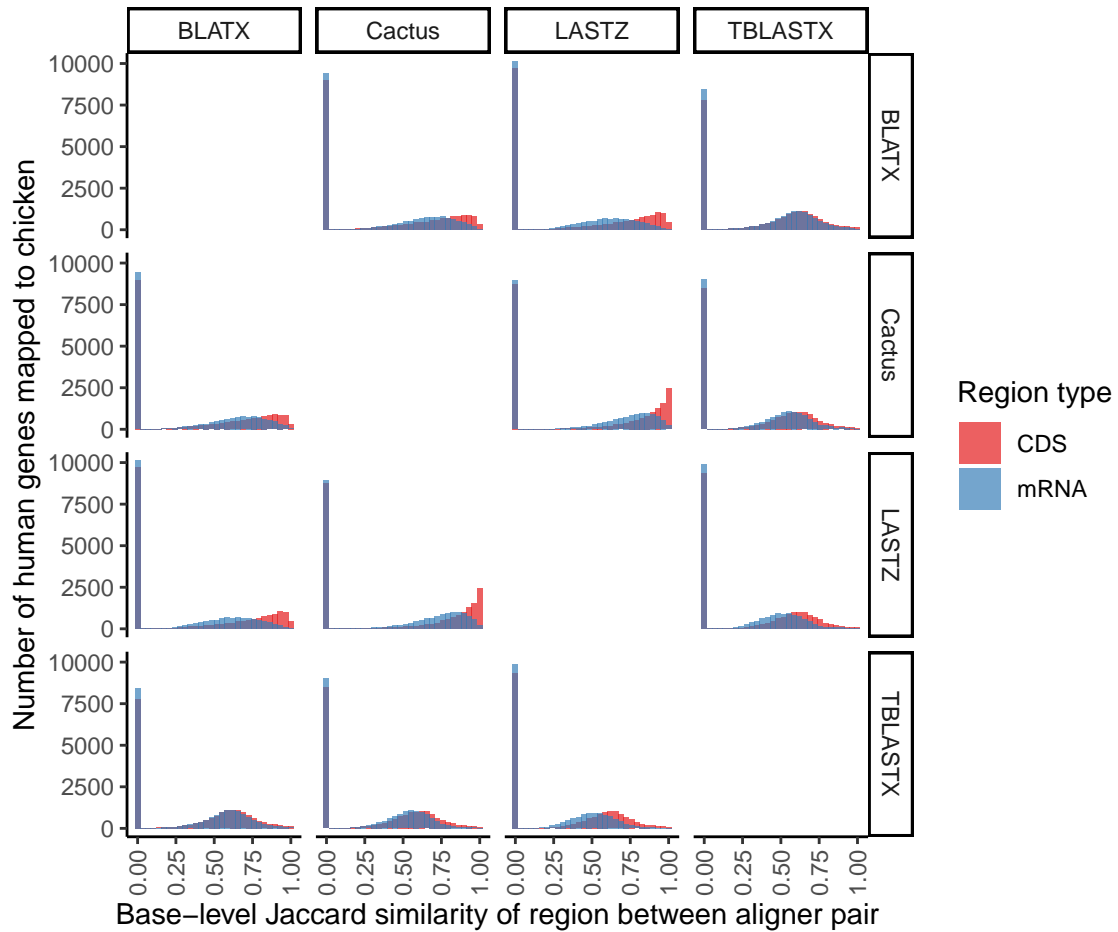 BLATX Cactus LASTZ TBLASTX
Number of human genes mapped to chicken
10000
7500
5000
2500
0
BLATX
10000
7500
5000
2500
0
Cactus
10000
7500
5000
2500
0
LASTZ
10000
7500
5000
2500
0
TBLASTX
0.00 0.25 0.50 0.75 1.00 0.00 0.25 0.50 0.75 1.00 0.00 0.25 0.50 0.75 1.00 0.00 0.25 0.50 0.75 1.00
Base−level Jaccard similarity of region between aligner pair
Region type
CDS
mRNA